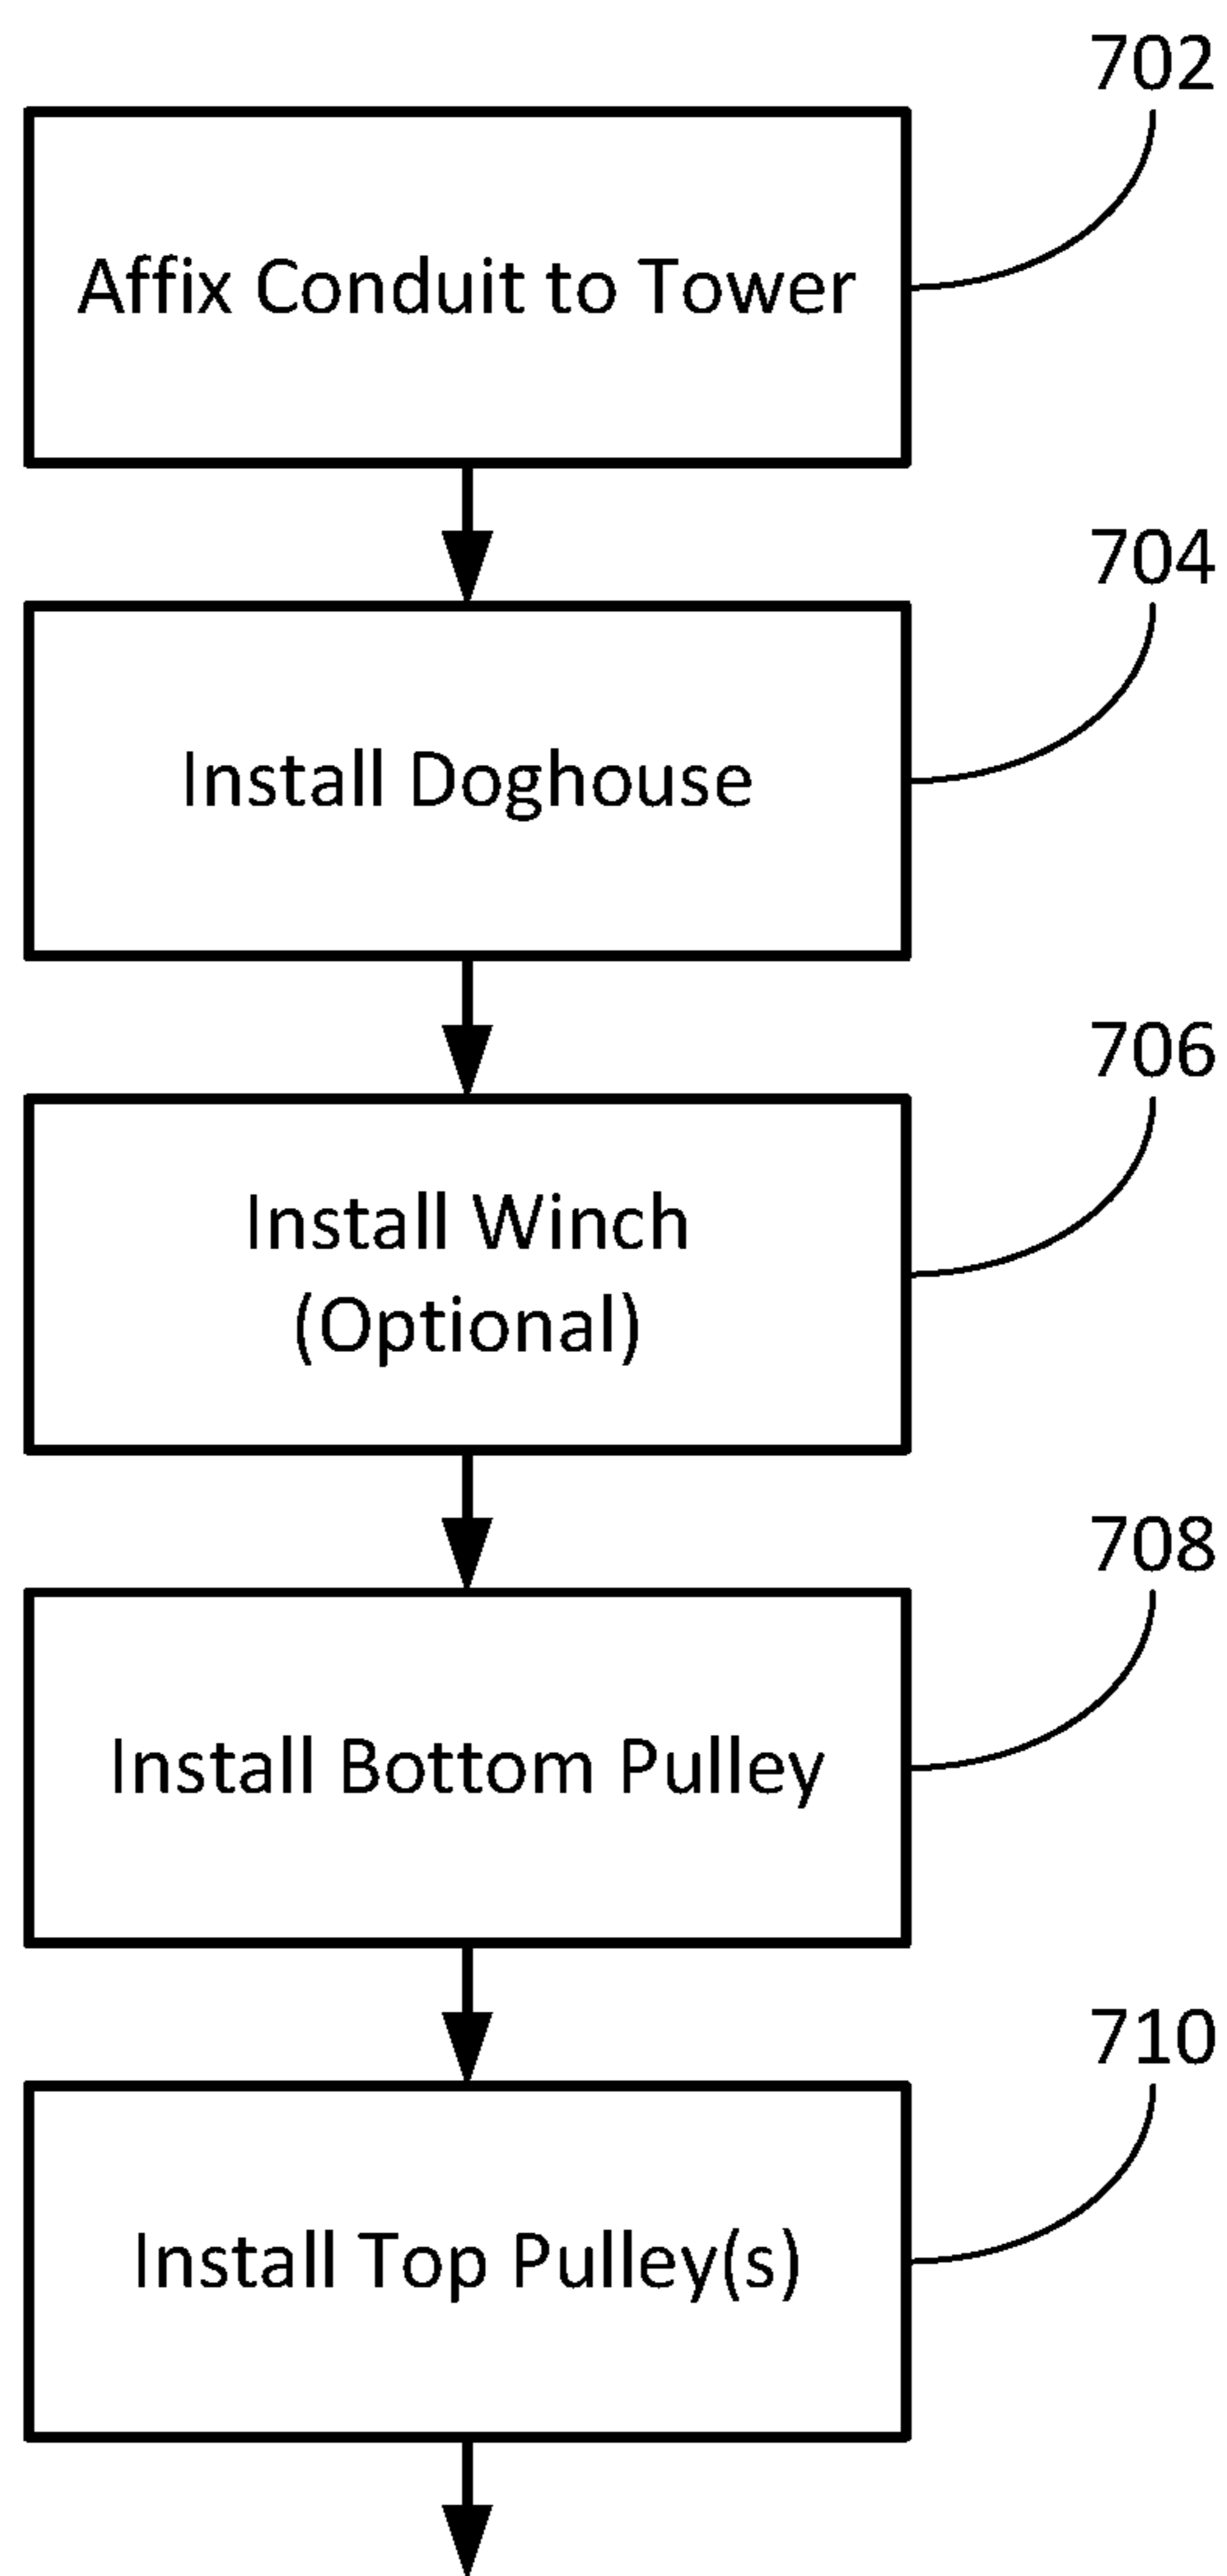 702
Affix Conduit to Tower
704
Install Doghouse
706
Install Winch
(Optional)
708
Install Bottom Pulley
710
Install Top Pulley(s)